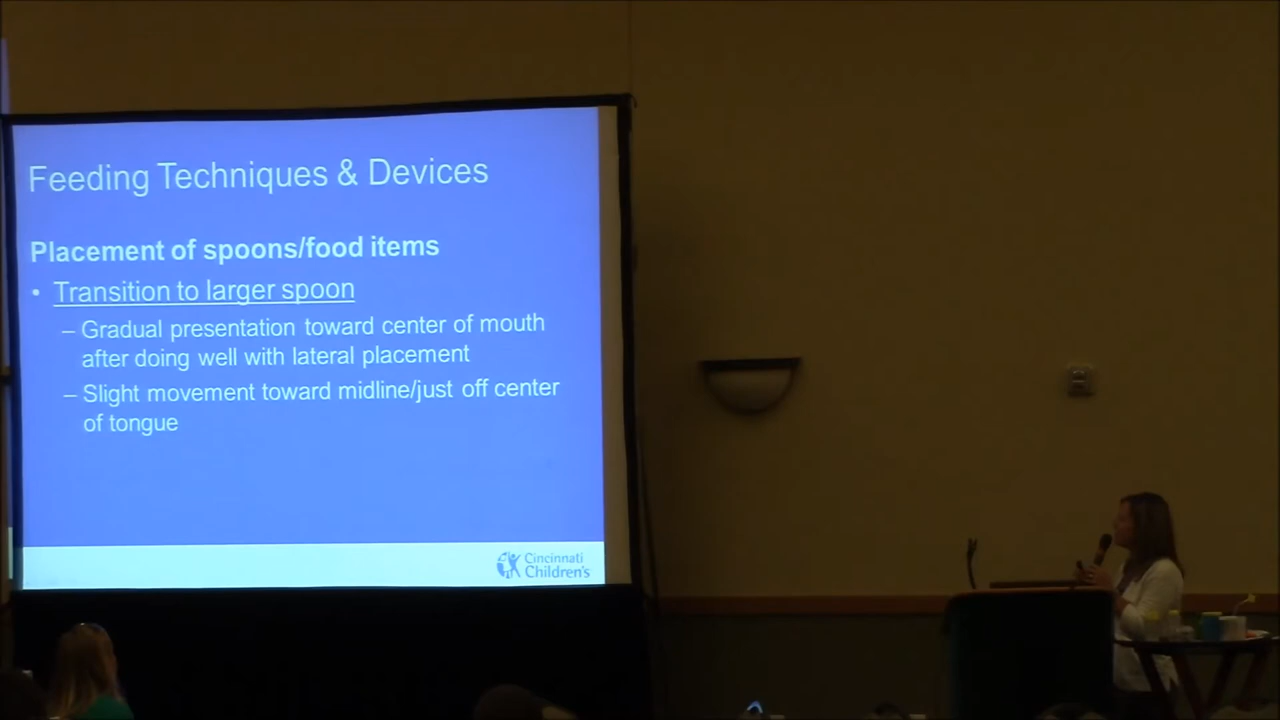 Feeding Techniques & Devices
Placement of spoons/food items
• Transition to larger spoon
– Gradual presentation toward center of mouth
after doing well with lateral placement
– Slight movement toward midline/just off center
of tongue
Cincinnati
Children's